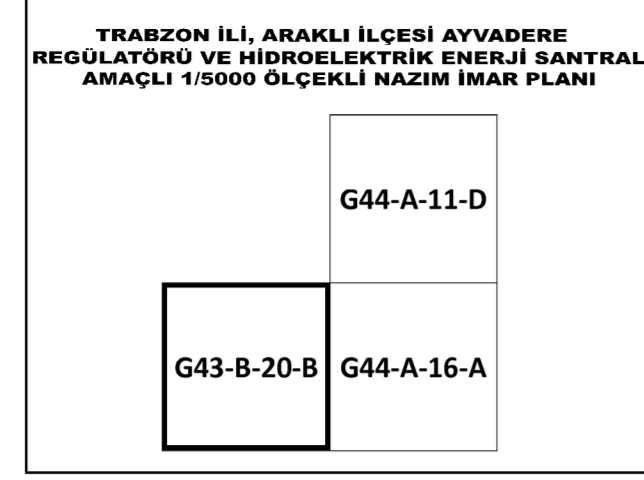 TRABZON İLİ, ARAKLI İLÇESİ AYVADERE
REGÜLATÖRÜ VE HİDROELEKTRİK ENERJİ SANTRAL
AMAÇLI 1/5000 ÖLÇEKLİ NAZIM İMAR PLANI
G44-A-11-D
G43-B-20-B G44-A-16-A